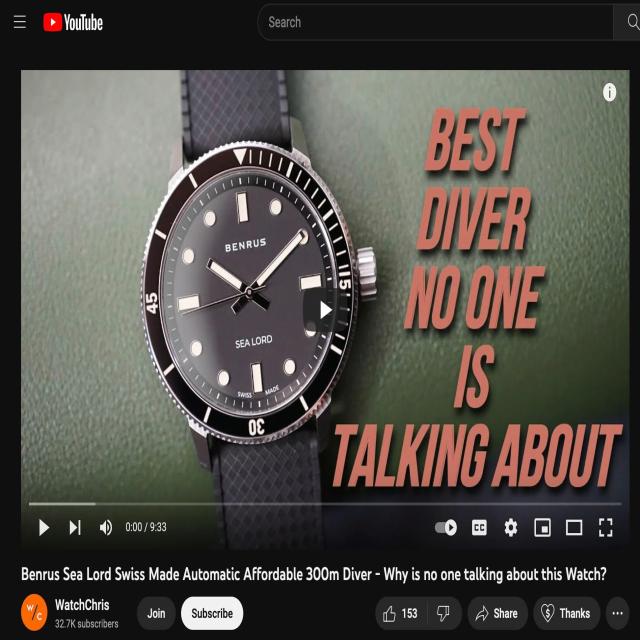 YouTube
Search
BENRUS
SEA LORD
SWISS MADE
15
30
45
BEST
DIVER
NO ONE
IS
TALKING ABOUT
0:00 / 9:33
CC
Benrus Sea Lord Swiss Made Automatic Affordable 300m Diver - Why is no one talking about this Watch?
W/C
WatchChris
32.7K subscribers
Join
Subscribe
153
Share
Thanks